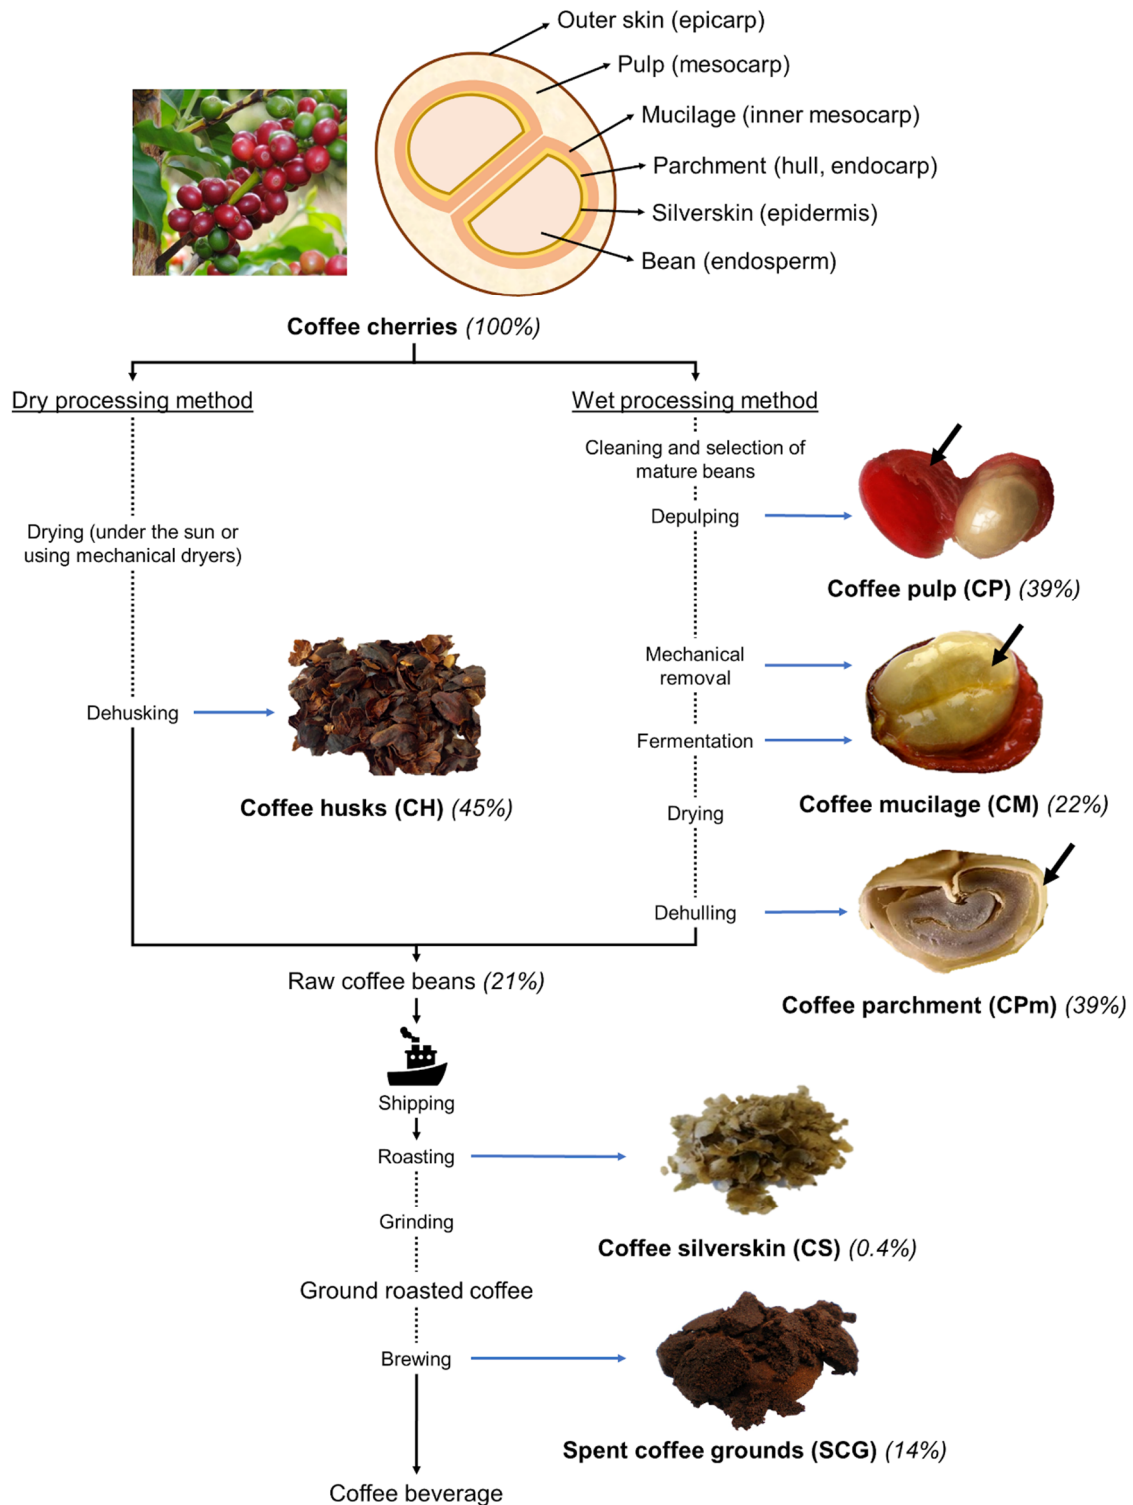 Outer skin (epicarp)
Pulp (mesocarp)
Mucilage (inner mesocarp)
Parchment (hull, endocarp)
Silverskin (epidermis)
Bean (endosperm)
Coffee cherries (100%)
Dry processing method
Drying (under the sun or
using mechanical dryers)
Dehusking
Coffee husks (CH) (45%)
Wet processing method
Cleaning and selection of
mature beans
Depulping
Coffee pulp (CP) (39%)
Mechanical
removal
Fermentation
Coffee mucilage (CM) (22%)
Drying
Dehulling
Coffee parchment (CPm) (39%)
Raw coffee beans (21%)
Shipping
Roasting
Coffee silverskin (CS) (0.4%)
Grinding
Ground roasted coffee
Brewing
Spent coffee grounds (SCG) (14%)
Coffee beverage